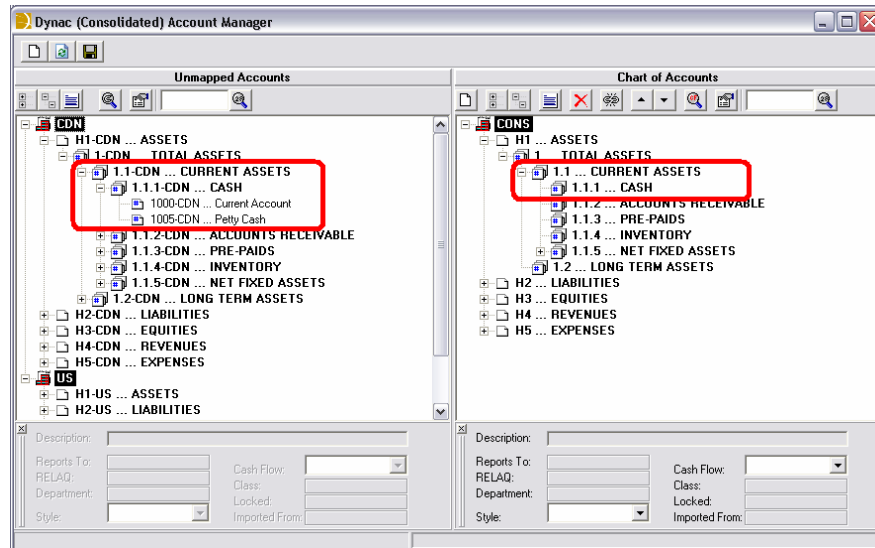 Dynac (Consolidated) Account Manager
Unmapped Accounts
CDN
H1-CDN ... ASSETS
1-CDN ... TOTAL ASSETS
1.1-CDN ... CURRENT ASSETS
1.1.1-CDN ... CASH
1000-CDN ... Current Account
1005-CDN ... Petty Cash
1.1.2-CDN ... ACCOUNTS RECEIVABLE
1.1.3-CDN ... PRE-PAIDS
1.1.4-CDN ... INVENTORY
1.1.5-CDN ... NET FIXED ASSETS
1.2-CDN ... LONG TERM ASSETS
H2-CDN ... LIABILITIES
H3-CDN ... EQUITIES
H4-CDN ... REVENUES
H5-CDN ... EXPENSES
US
H1-US ... ASSETS
H2-US ... LIABILITIES
Description:
Reports To:
RELAQ:
Department:
Style:
Cash Flow:
Class:
Locked:
Imported From:
Chart of Accounts
CONS
H1 ... ASSETS
1 ... TOTAL ASSETS
1.1 ... CURRENT ASSETS
1.1.1 ... CASH
1.1.2 ... ACCOUNTS RECEIVABLE
1.1.3 ... PRE-PAIDS
1.1.4 ... INVENTORY
1.1.5 ... NET FIXED ASSETS
1.2 ... LONG TERM ASSETS
H2 ... LIABILITIES
H3 ... EQUITIES
H4 ... REVENUES
H5 ... EXPENSES
Description:
Reports To:
RELAQ:
Department:
Style:
Cash Flow:
Class:
Locked:
Imported From: